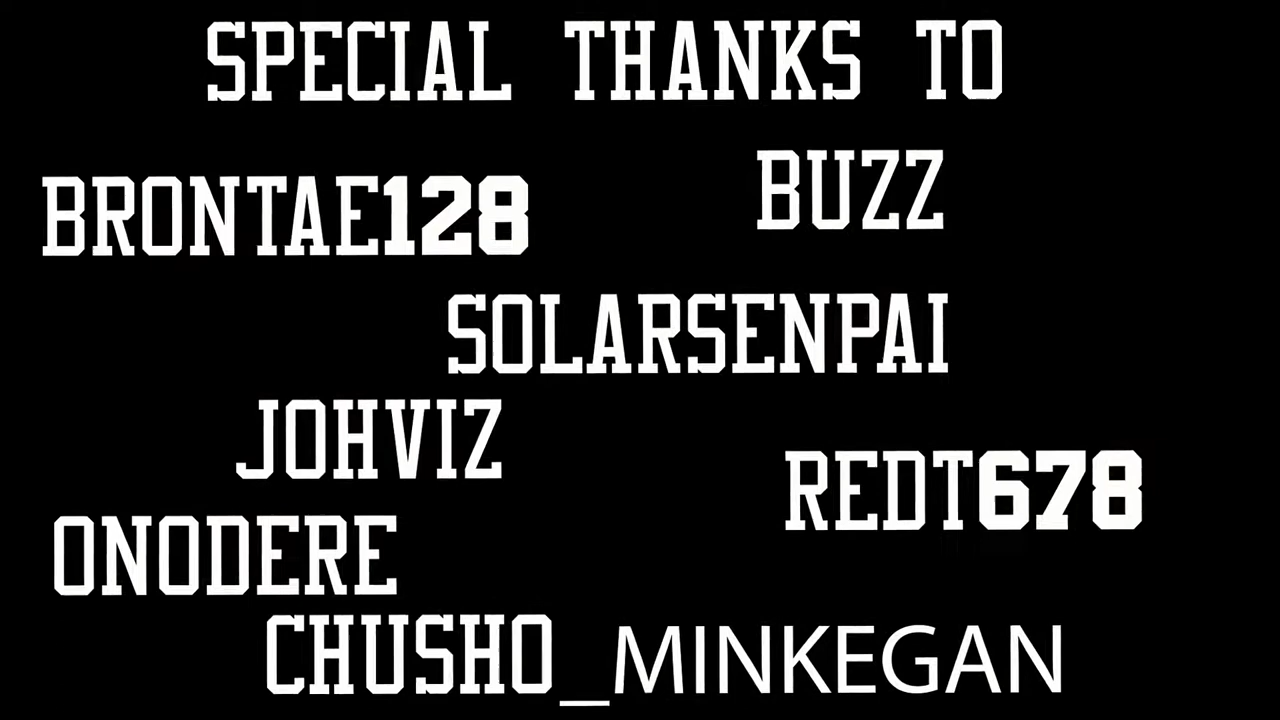 SPECIAL THANKS TO
BRONTAE128
BUZZ
SOLARSENPAI
JOHVIZ
REDT678
ONODERE
CHUSHO_MINKEGAN